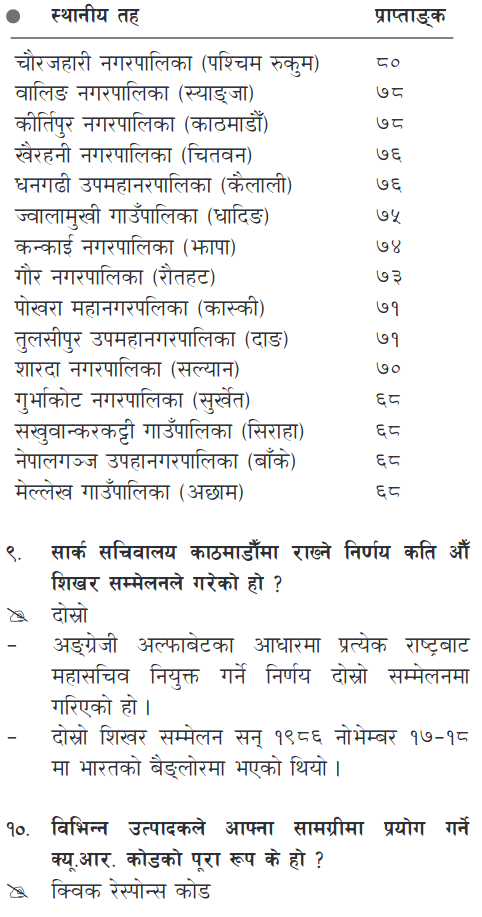 ● स्थानीय तह प्राप्ताङ्क
चौरजहारी नगरपालिका (पश्चिम रुकुम) ८०
वालिङ नगरपालिका (स्याङ्जा) ७८
कीर्तिपुर नगरपालिका (काठमाडौँ) ७८
खैरहनी नगरपालिका (चितवन) ७६
धनगढी उपमहानरपालिका (कैलाली) ७६
ज्वालामुखी गाउँपालिका (धादिङ) ७५
कन्काई नगरपालिका (झापा) ७४
गौर नगरपालिका (रौतहट) ७३
पोखरा महानगरपलिका (कास्की) ७१
तुलसीपुर उपमहानगरपालिका (दाङ) ७१
शारदा नगरपालिका (सल्यान) ७०
गुर्भाकोट नगरपालिका (सुर्खेत) ६८
सखुवान्करकट्टी गाउँपालिका (सिराहा) ६८
नेपालगञ्ज उपहानगरपालिका (बाँके) ६८
मेल्लेख गाउँपालिका (अछाम) ६८
९. सार्क सचिवालय काठमाडौँमा राख्ने निर्णय कति औँ
शिखर सम्मेलनले गरेको हो ?
दोस्रो
– अङ्ग्रेजी अल्फाबेटका आधारमा प्रत्येक राष्ट्रबाट
महासचिव नियुक्त गर्ने निर्णय दोस्रो सम्मेलनमा
गरिएको हो ।
– दोस्रो शिखर सम्मेलन सन् १९८६ नोभेम्बर १७–१८
मा भारतको बैङ्लोरमा भएको थियो ।
१०. विभिन्न उत्पादकले आफ्ना सामग्रीमा प्रयोग गर्ने
क्यू.आर. कोडको पूरा रूप के हो ?
क्विक रेस्पोन्स कोड